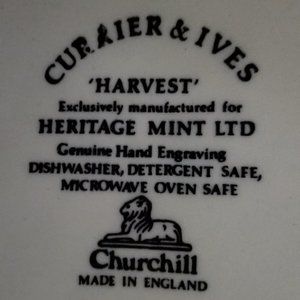 CURRIER & IVES
'HARVEST'
Exclusively manufactured for
HERITAGE MINT LTD
Genuine Hand Engraving
DISHWASHER, DETERGENT SAFE,
MICROWAVE OVEN SAFE
Churchill
MADE IN ENGLAND